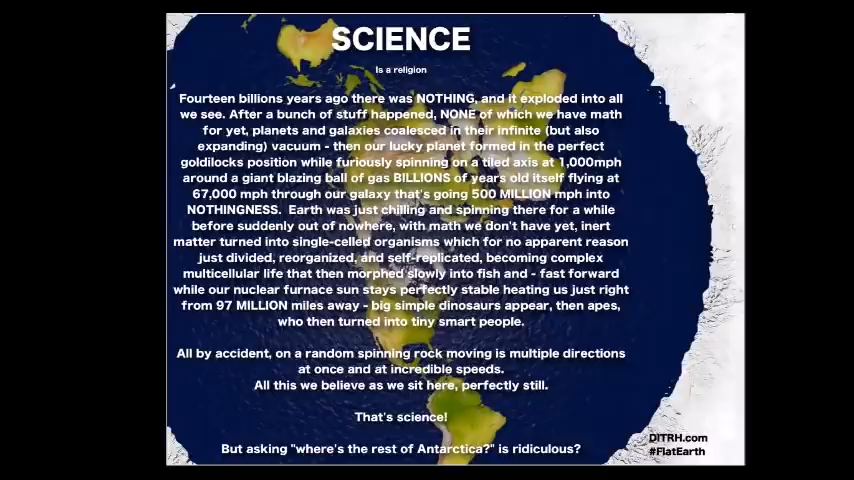 SCIENCE
Is a religion
Fourteen billions years ago there was NOTHING, and it exploded into all
we see. After a bunch of stuff happened, NONE of which we have math
for yet, planets and galaxies coalesced in their infinite (but also
expanding) vacuum - then our lucky planet formed in the perfect
goldilocks position while furiously spinning on a tiled axis at 1,000mph
around a giant blazing ball of gas BILLIONS of years old itself flying at
67,000 mph through our galaxy that's going 500 MILLION mph into
NOTHINGNESS. Earth was just chilling and spinning there for a while
before suddenly out of nowhere, with math we don't have yet, inert
matter turned into single-celled organisms which for no apparent reason
just divided, reorganized, and self-replicated, becoming complex
multicellular life that then morphed slowly into fish and - fast forward
while our nuclear furnace sun stays perfectly stable heating us just right
from 97 MILLION miles away - big simple dinosaurs appear, then apes,
who then turned into tiny smart people.
All by accident, on a random spinning rock moving is multiple directions
at once and at incredible speeds.
All this we believe as we sit here, perfectly still.
That's science!
But asking "where's the rest of Antarctica?" is ridiculous?
DITRH.com
#FlatEarth